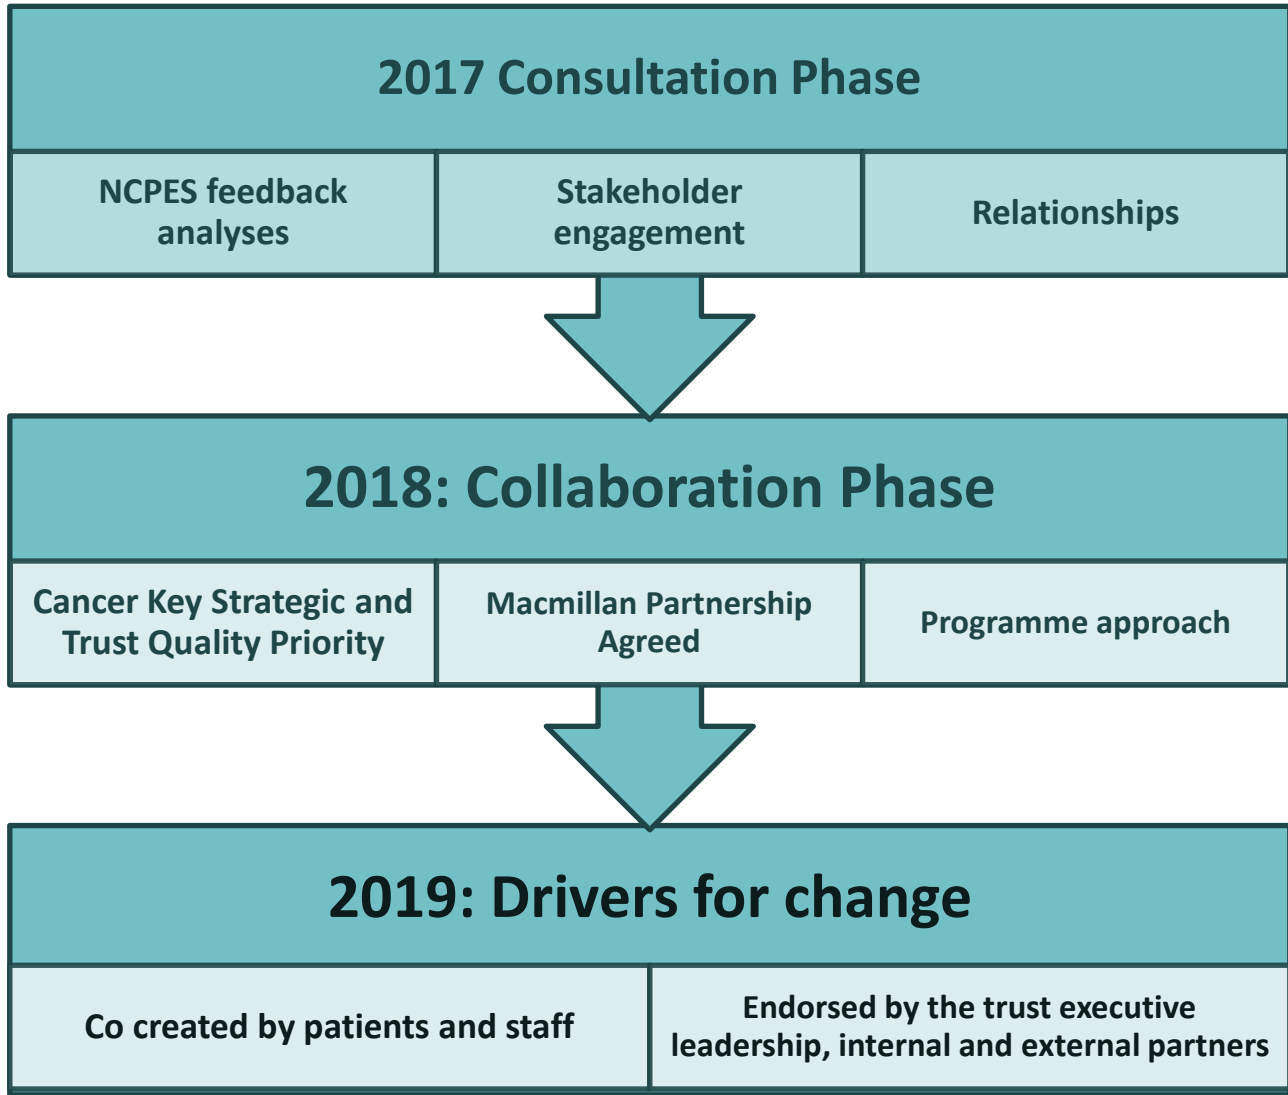 2017 Consultation Phase
NCPES feedback
analyses
Stakeholder
engagement
Relationships
2018: Collaboration Phase
Cancer Key Strategic and
Trust Quality Priority
Macmillan Partnership
Agreed
Programme approach
2019: Drivers for change
Co created by patients and staff
Endorsed by the trust executive
leadership, internal and external partners